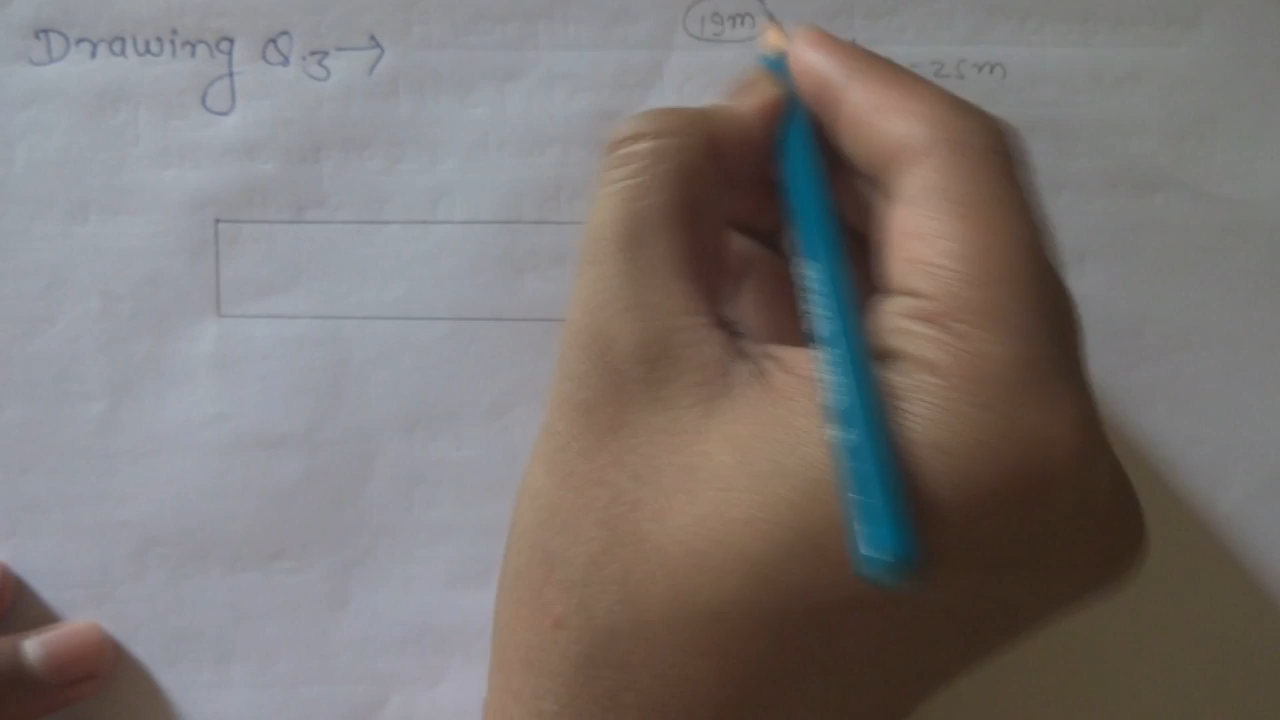 Drawing Q.3→
19m
=25m